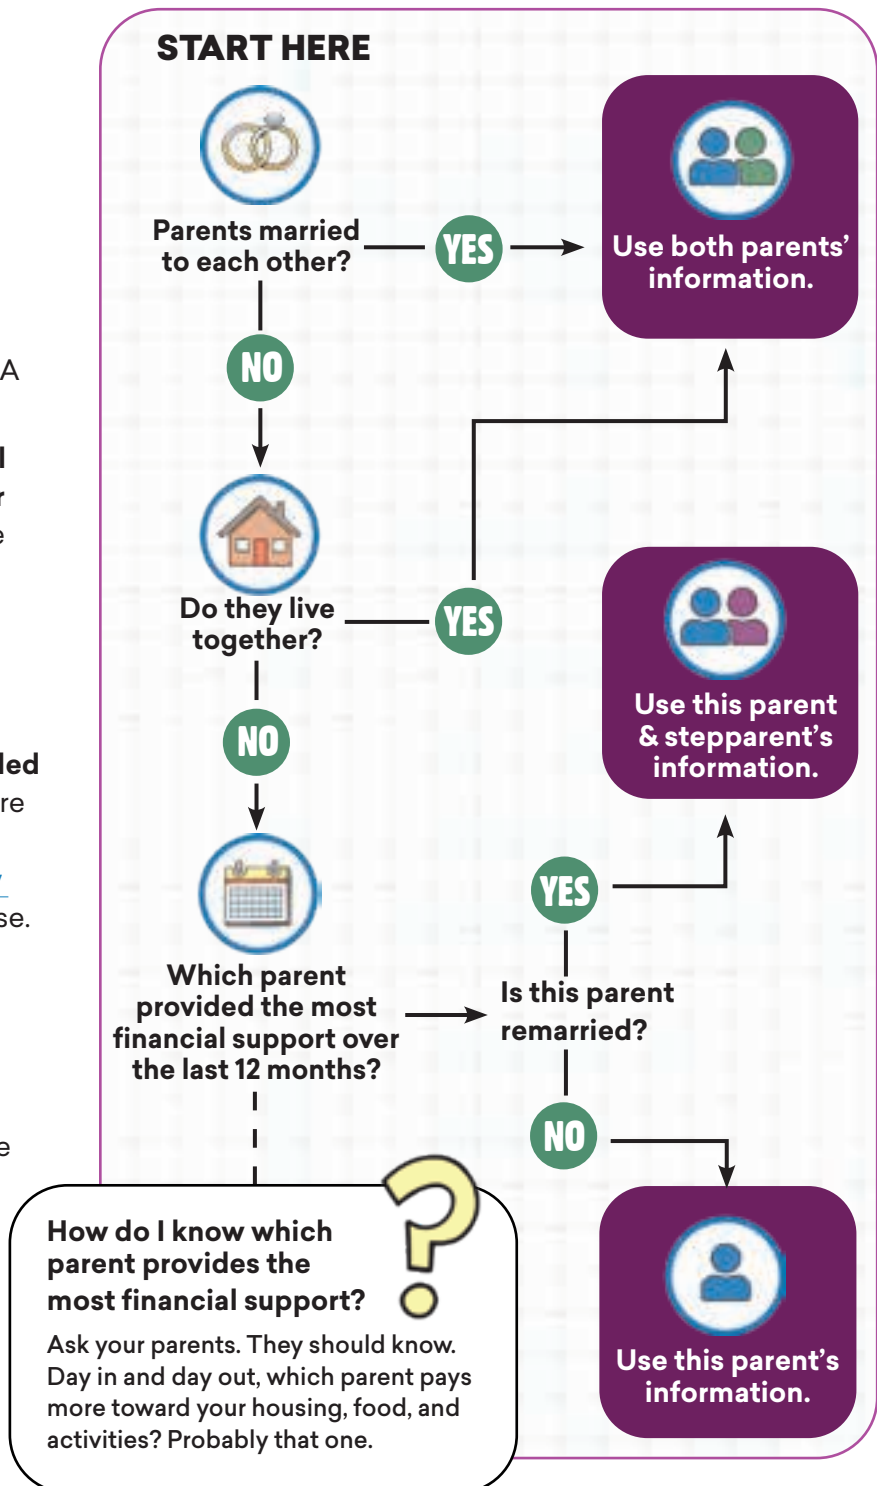 START HERE
Parents married
to each other?
YES
Use both parents’
information.
NO
Do they live
together?
YES
NO
Use this parent
& stepparent’s
information.
Which parent
provided the most
financial support over
the last 12 months?
Is this parent
remarried?
YES
NO
Use this parent’s
information.
How do I know which
parent provides the
most financial support?
?
Ask your parents. They should know.
Day in and day out, which parent pays
more toward your housing, food, and
activities? Probably that one.
A
re
se.